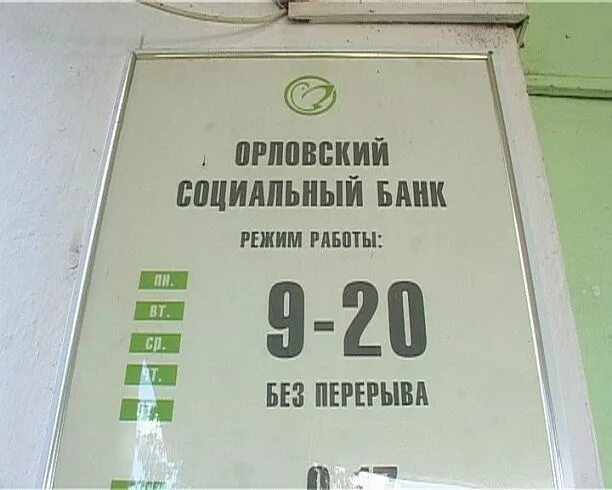 ОРЛОВСКИЙ
СОЦИАЛЬНЫЙ БАНК
РЕЖИМ РАБОТЫ:
ПН.
ВТ.
СР.
9-20
БЕЗ ПЕРЕРЫВА